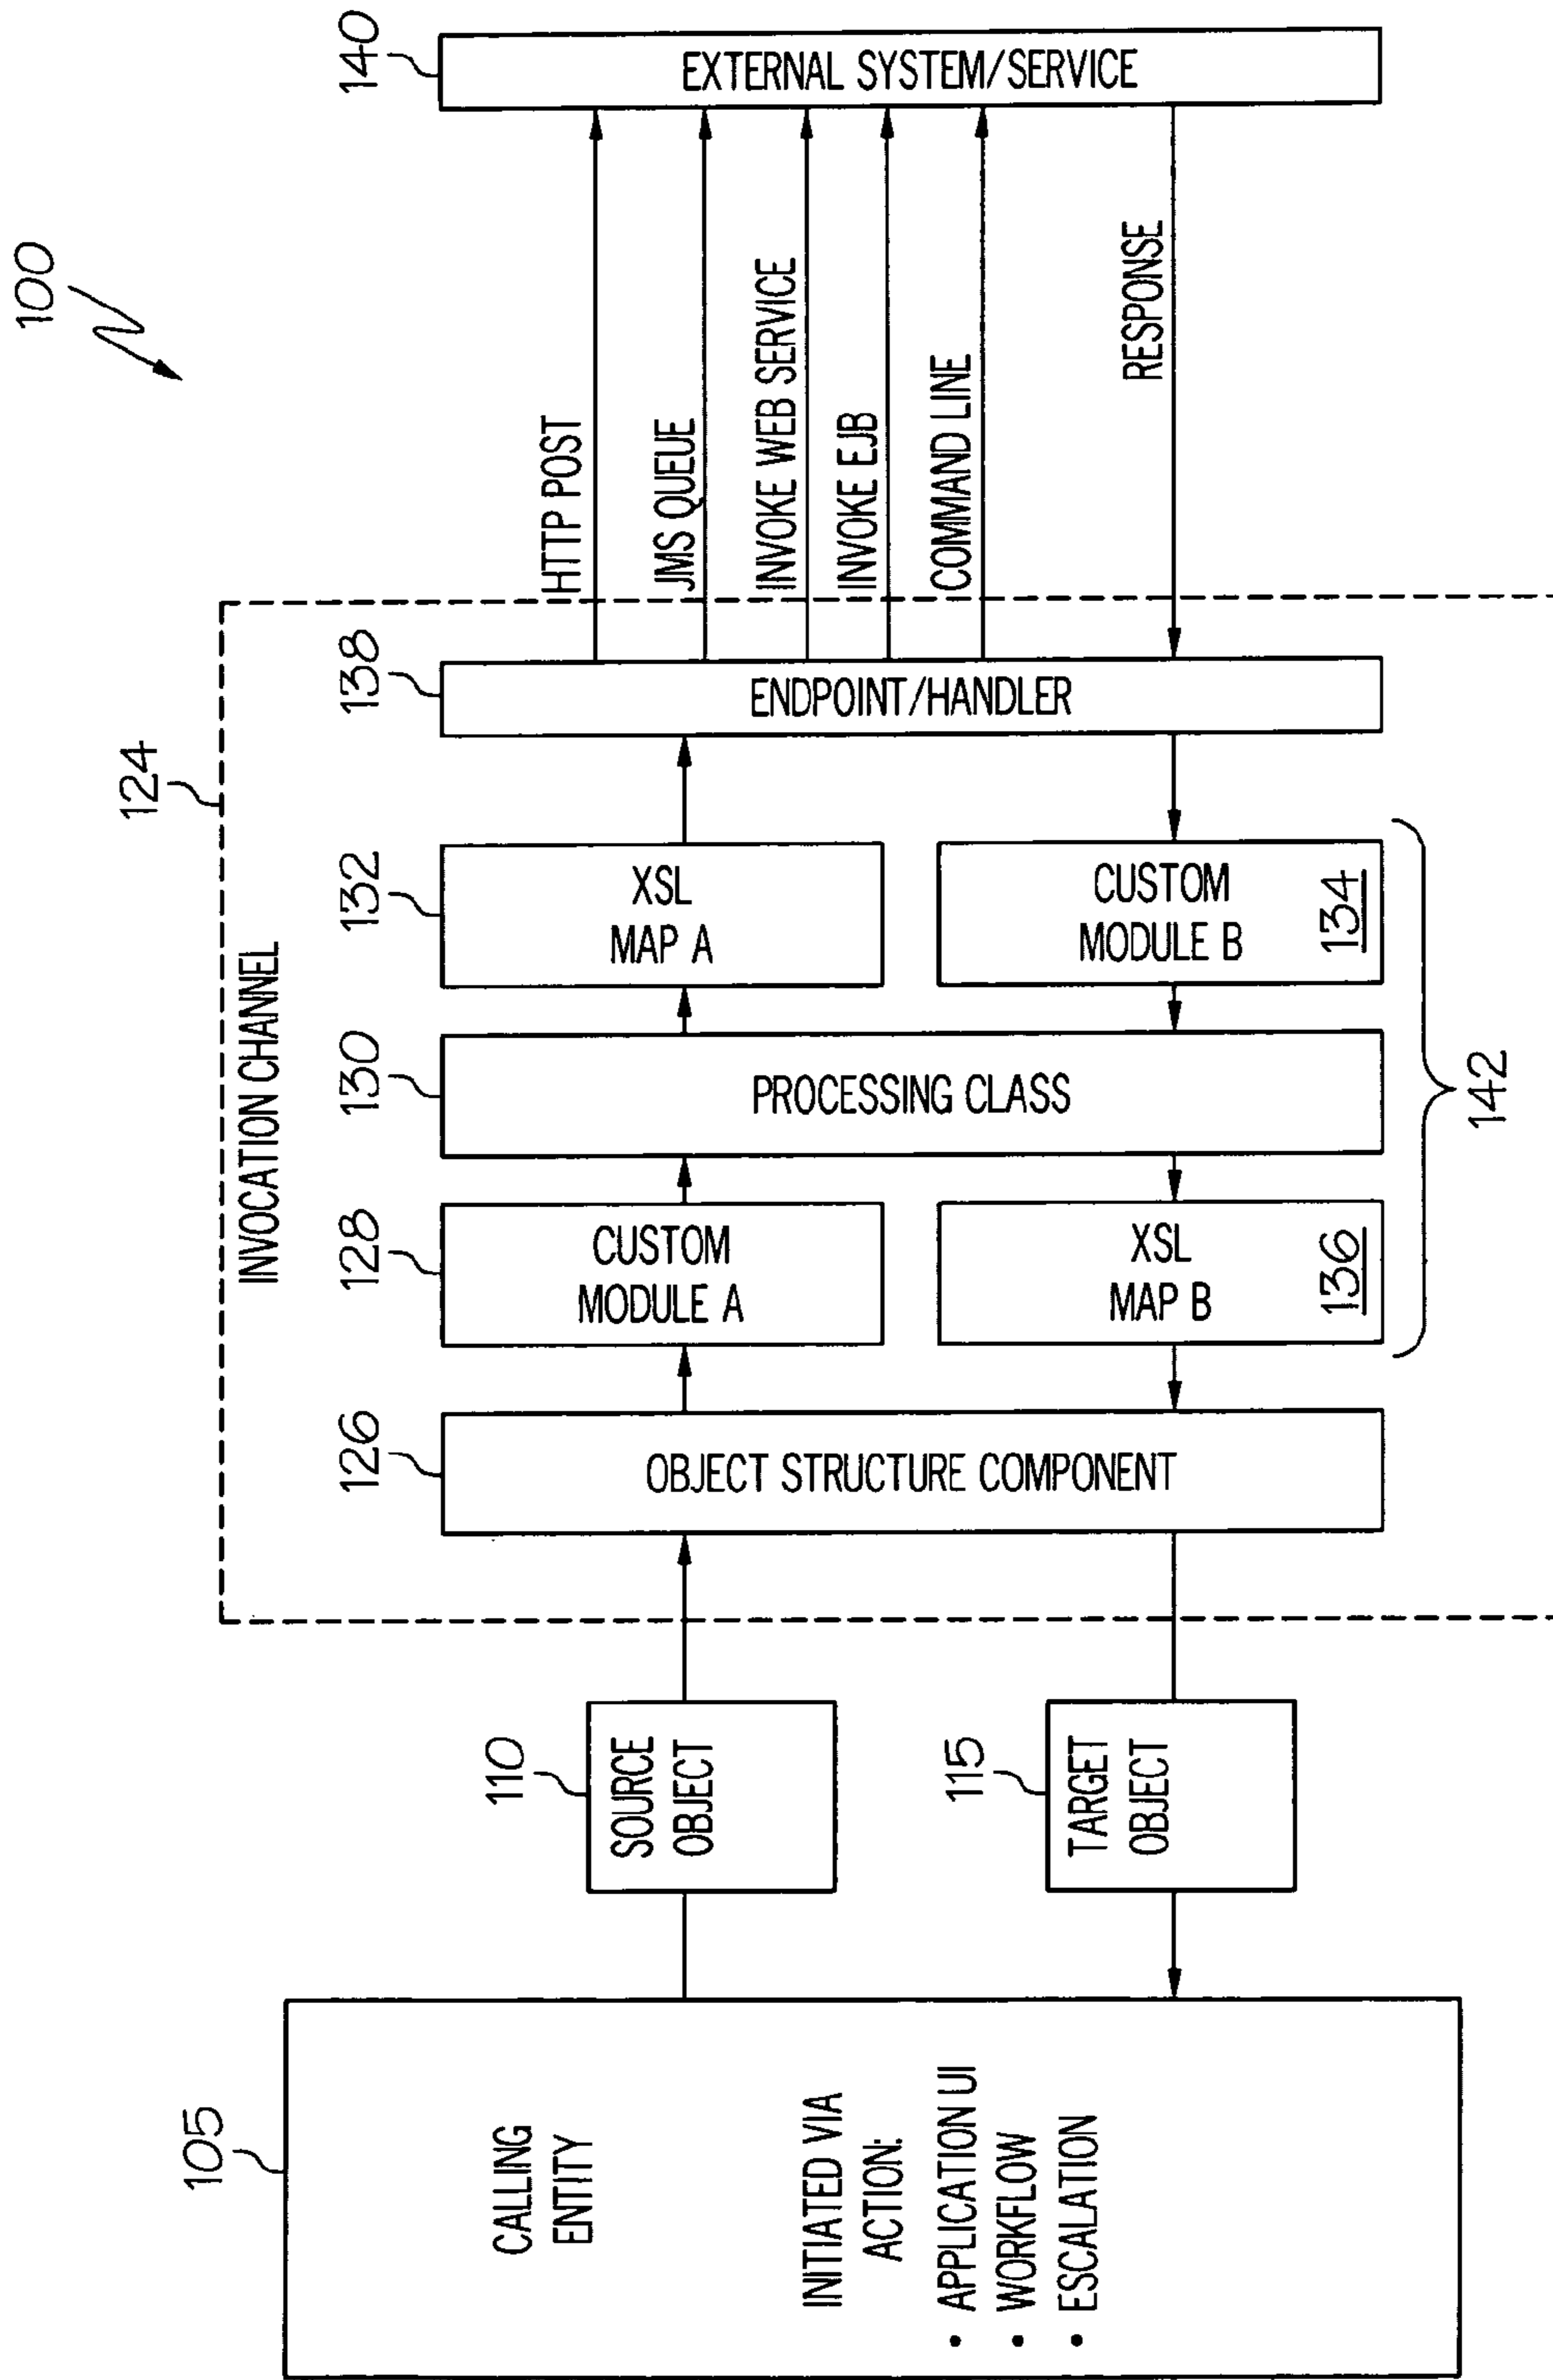 100
105
CALLING
ENTITY
INITIATED VIA
ACTION:
• APPLICATION UI
• WORKFLOW
• ESCALATION
110
SOURCE
OBJECT
115
TARGET
OBJECT
124
INVOCATION CHANNEL
126
OBJECT STRUCTURE COMPONENT
128
CUSTOM
MODULE A
130
PROCESSING CLASS
132
XSL
MAP A
138
ENDPOINT/HANDLER
XSL
MAP B
136
CUSTOM
MODULE B
134
142
HTTP POST
JMS QUEUE
INVOKE WEB SERVICE
INVOKE EJB
COMMAND LINE
RESPONSE
140
EXTERNAL SYSTEM/SERVICE